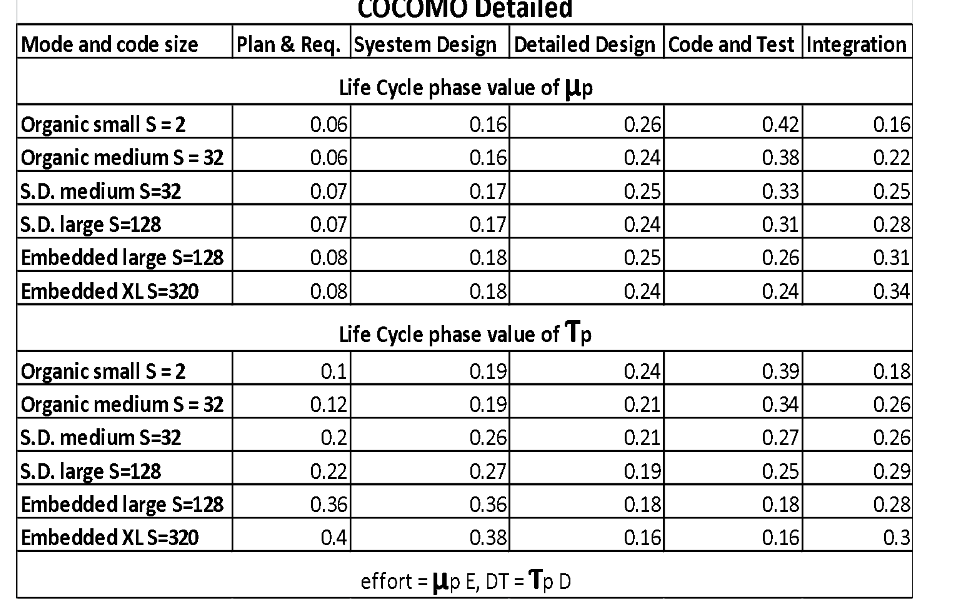 COCOMO Detailed
Mode and code size Plan & Req. Syestem Design Detailed Design Code and Test Integration
Life Cycle phase value of μp
Organic small S = 2 0.06 0.16 0.26 0.42 0.16
Organic medium S = 32 0.06 0.16 0.24 0.38 0.22
S.D. medium S=32 0.07 0.17 0.25 0.33 0.25
S.D. large S=128 0.07 0.17 0.24 0.31 0.28
Embedded large S=128 0.08 0.18 0.25 0.26 0.31
Embedded XL S=320 0.08 0.18 0.24 0.24 0.34
Life Cycle phase value of τp
Organic small S = 2 0.1 0.19 0.24 0.39 0.18
Organic medium S = 32 0.12 0.19 0.21 0.34 0.26
S.D. medium S=32 0.2 0.26 0.21 0.27 0.26
S.D. large S=128 0.22 0.27 0.19 0.25 0.29
Embedded large S=128 0.36 0.36 0.18 0.18 0.28
Embedded XL S=320 0.4 0.38 0.16 0.16 0.3
effort = μp E, DT = τp D